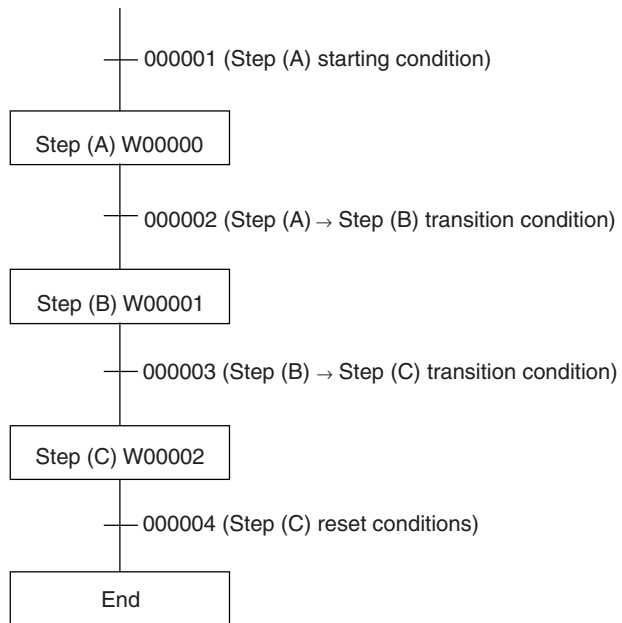 000001 (Step (A) starting condition)
Step (A) W00000
000002 (Step (A) → Step (B) transition condition)
Step (B) W00001
000003 (Step (B) → Step (C) transition condition)
Step (C) W00002
000004 (Step (C) reset conditions)
End